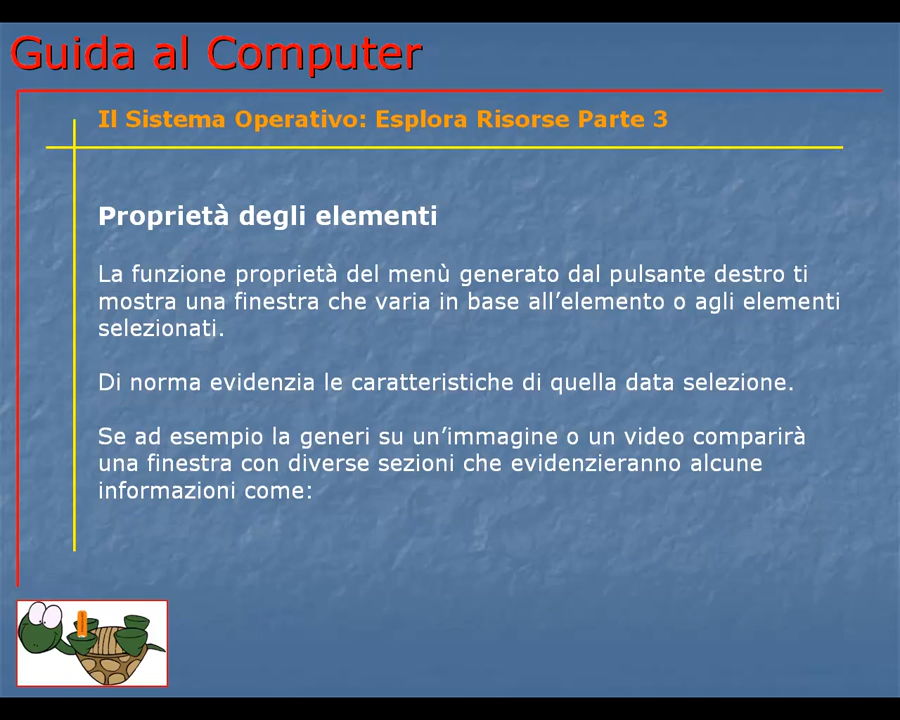 Guida al Computer
Il Sistema Operativo: Esplora Risorse Parte 3
Proprietà degli elementi
La funzione proprietà del menù generato dal pulsante destro ti
mostra una finestra che varia in base all’elemento o agli elementi
selezionati.
Di norma evidenzia le caratteristiche di quella data selezione.
Se ad esempio la generi su un’immagine o un video comparirà
una finestra con diverse sezioni che evidenzieranno alcune
informazioni come: